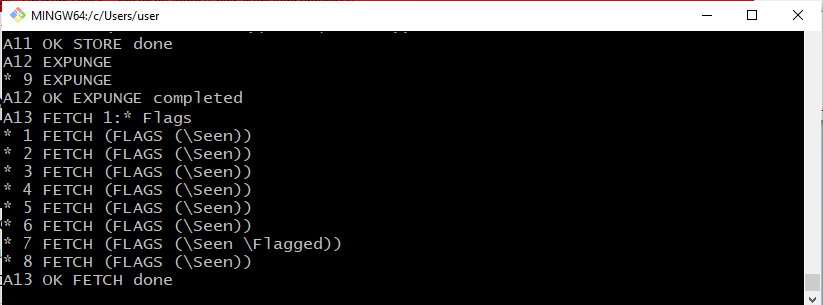 MINGW64:/c/Users/user
A11 OK STORE done
A12 EXPUNGE
* 9 EXPUNGE
A12 OK EXPUNGE completed
A13 FETCH 1:* Flags
* 1 FETCH (FLAGS (\Seen))
* 2 FETCH (FLAGS (\Seen))
* 3 FETCH (FLAGS (\Seen))
* 4 FETCH (FLAGS (\Seen))
* 5 FETCH (FLAGS (\Seen))
* 6 FETCH (FLAGS (\Seen))
* 7 FETCH (FLAGS (\Seen \Flagged))
* 8 FETCH (FLAGS (\Seen))
A13 OK FETCH done